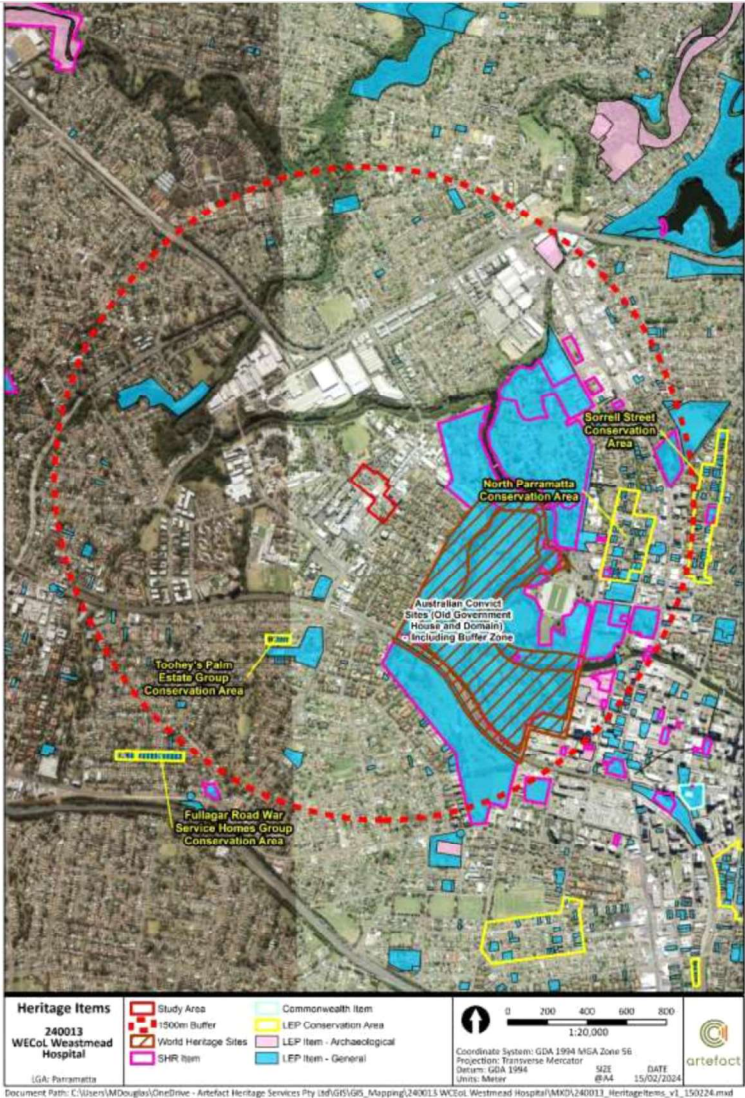 Sorrell Street
Conservation
Area
North Parramatta
Conservation Area
Australian Convict
Sites (Old Government
House and Domain)
- Including Buffer Zone
Toohey's Palm
Estate Group
Conservation Area
Fullagar Road War
Service Homes Group
Conservation Area
Heritage Items
240013
WECoL Weastmead
Hospital
LGA: Parramatta
Study Area
1500m Buffer
World Heritage Sites
SHR Item
Commonwealth Item
LEP Conservation Area
LEP Item - Archaeological
LEP Item - General
0 200 400 600 800
1:20,000
Coordinate System: GDA 1994 MGA Zone 56
Projection: Transverse Mercator
Datum: GDA 1994
Units: Meter
SIZE
@A4
DATE
15/02/2024
artefact
Document Path: C:\Users\MDouglas\OneDrive - Artefact Heritage Services Pty Ltd\GIS\GIS_Mapping\240013 WCEoL Westmead Hospital\MXD\240013_HeritageItems_v1_150224.mxd